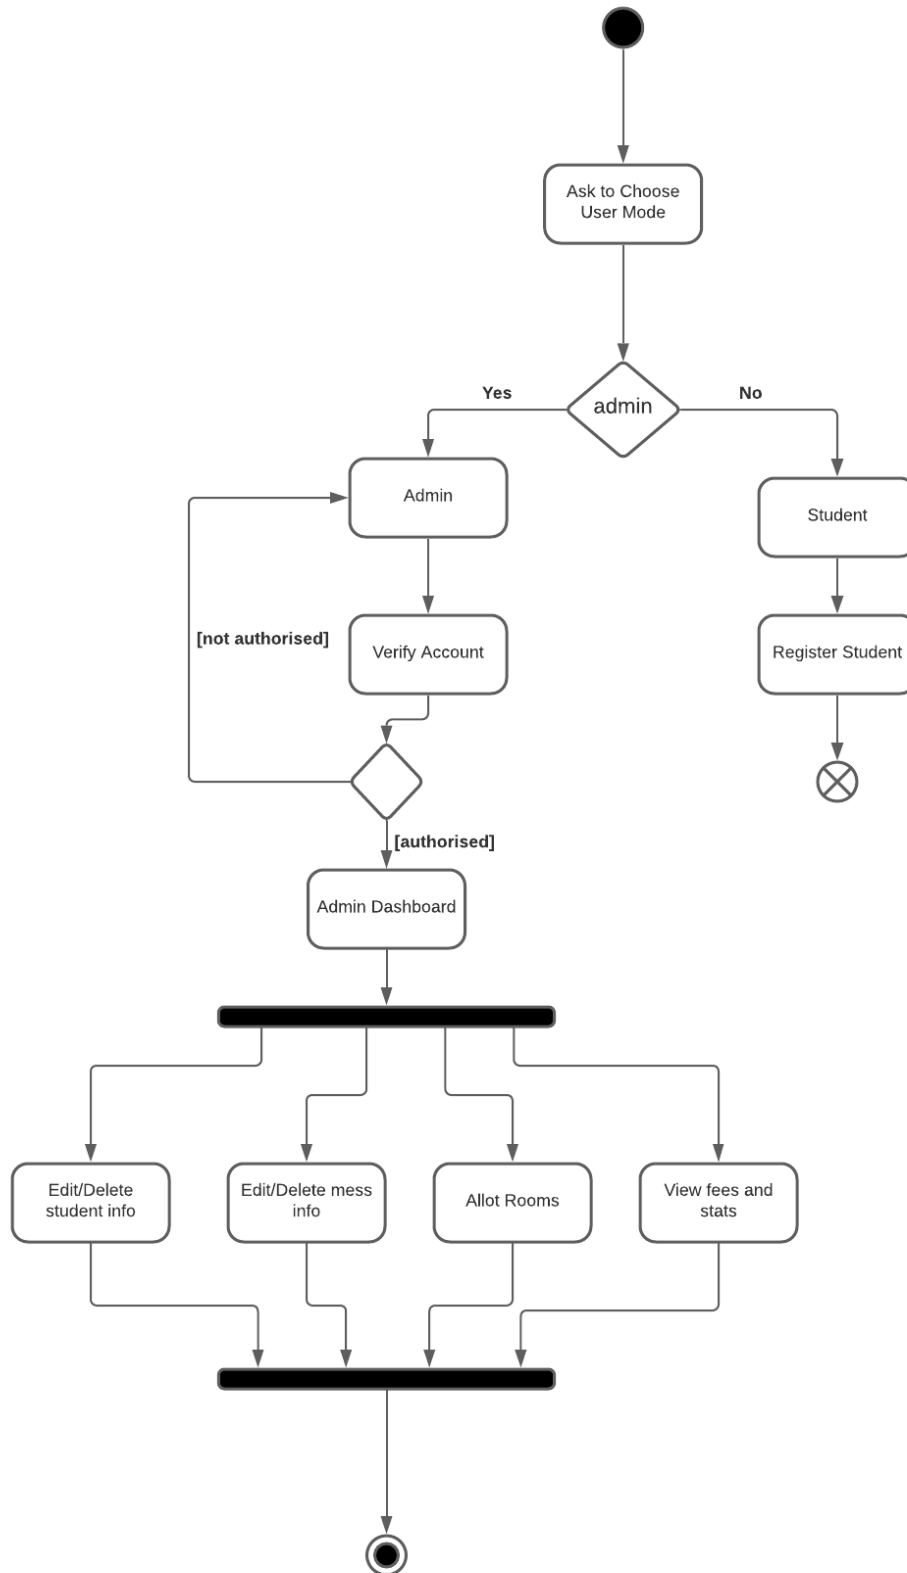 Ask to Choose
User Mode
admin
Yes
No
Admin
Student
[not authorised]
Verify Account
Register Student
[authorised]
Admin Dashboard
Edit/Delete
student info
Edit/Delete mess
info
Allot Rooms
View fees and
stats